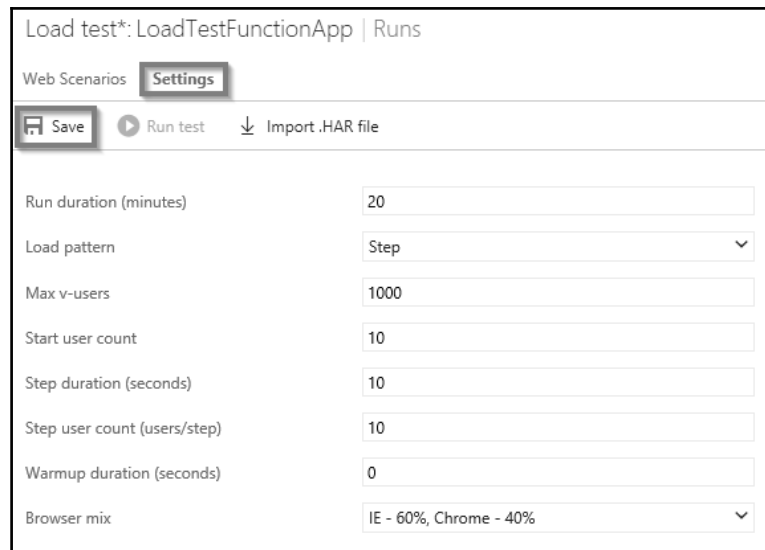 Load test*: LoadTestFunctionApp | Runs
Web Scenarios Settings
Save Run test Import .HAR file
Run duration (minutes) 20
Load pattern Step
Max v-users 1000
Start user count 10
Step duration (seconds) 10
Step user count (users/step) 10
Warmup duration (seconds) 0
Browser mix IE - 60%, Chrome - 40%